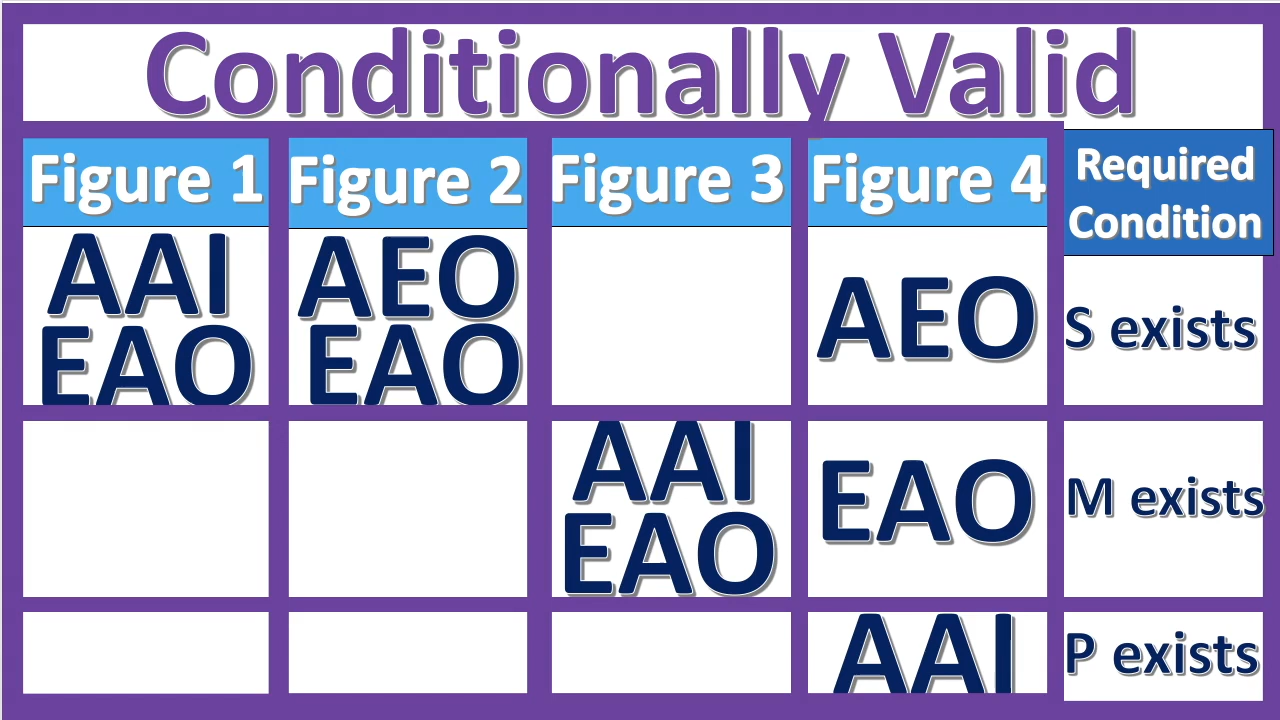 Conditionally Valid
Figure 1 Figure 2 Figure 3 Figure 4 Required Condition
AAI AEO AEO S exists
EAO EAO
AAI EAO M exists
EAO
AAI P exists